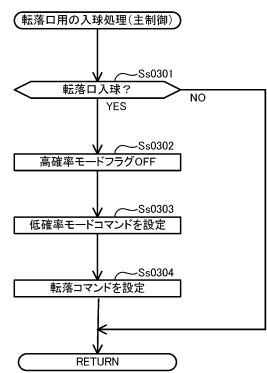 転落口用の入球処理(主制御)
Ss0301
転落口入球？
YES
NO
Ss0302
高確率モードフラグOFF
Ss0303
低確率モードコマンドを設定
Ss0304
転落コマンドを設定
RETURN